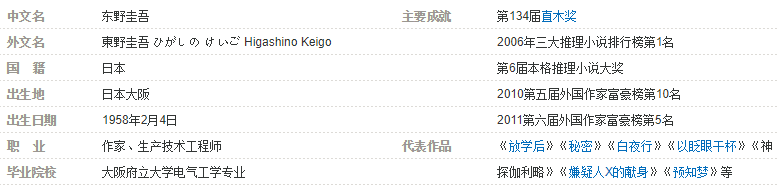 中文名 东野圭吾
外文名 東野圭吾 ひがしの けいご Higashino Keigo
国 籍 日本
出生地 日本大阪
出生日期 1958年2月4日
职 业 作家、生产技术工程师
毕业院校 大阪府立大学电气工学专业
主要成就 第134届直木奖
2006年三大推理小说排行榜第1名
第6届本格推理小说大奖
2010第五届外国作家富豪榜第10名
2011第六届外国作家富豪榜第5名
代表作品 《放学后》《秘密》《白夜行》《以眨眼干杯》《神
探伽利略》《嫌疑人X的献身》《预知梦》等